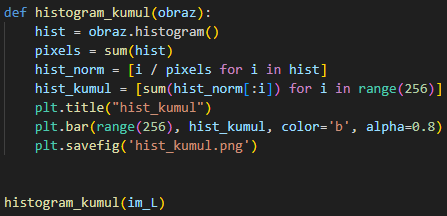 def histogram_kumul(obraz):
    hist = obraz.histogram()
    pixels = sum(hist)
    hist_norm = [i / pixels for i in hist]
    hist_kumul = [sum(hist_norm[:i]) for i in range(256)]
    plt.title("hist_kumul")
    plt.bar(range(256), hist_kumul, color='b', alpha=0.8)
    plt.savefig('hist_kumul.png')
histogram_kumul(im_L)